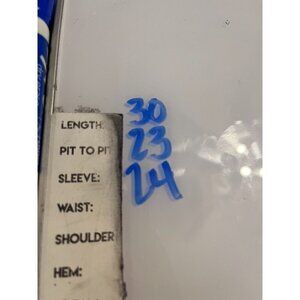 LENGTH: 30
PIT TO PIT 23
SLEEVE: 24
WAIST:
SHOULDER
HEM: